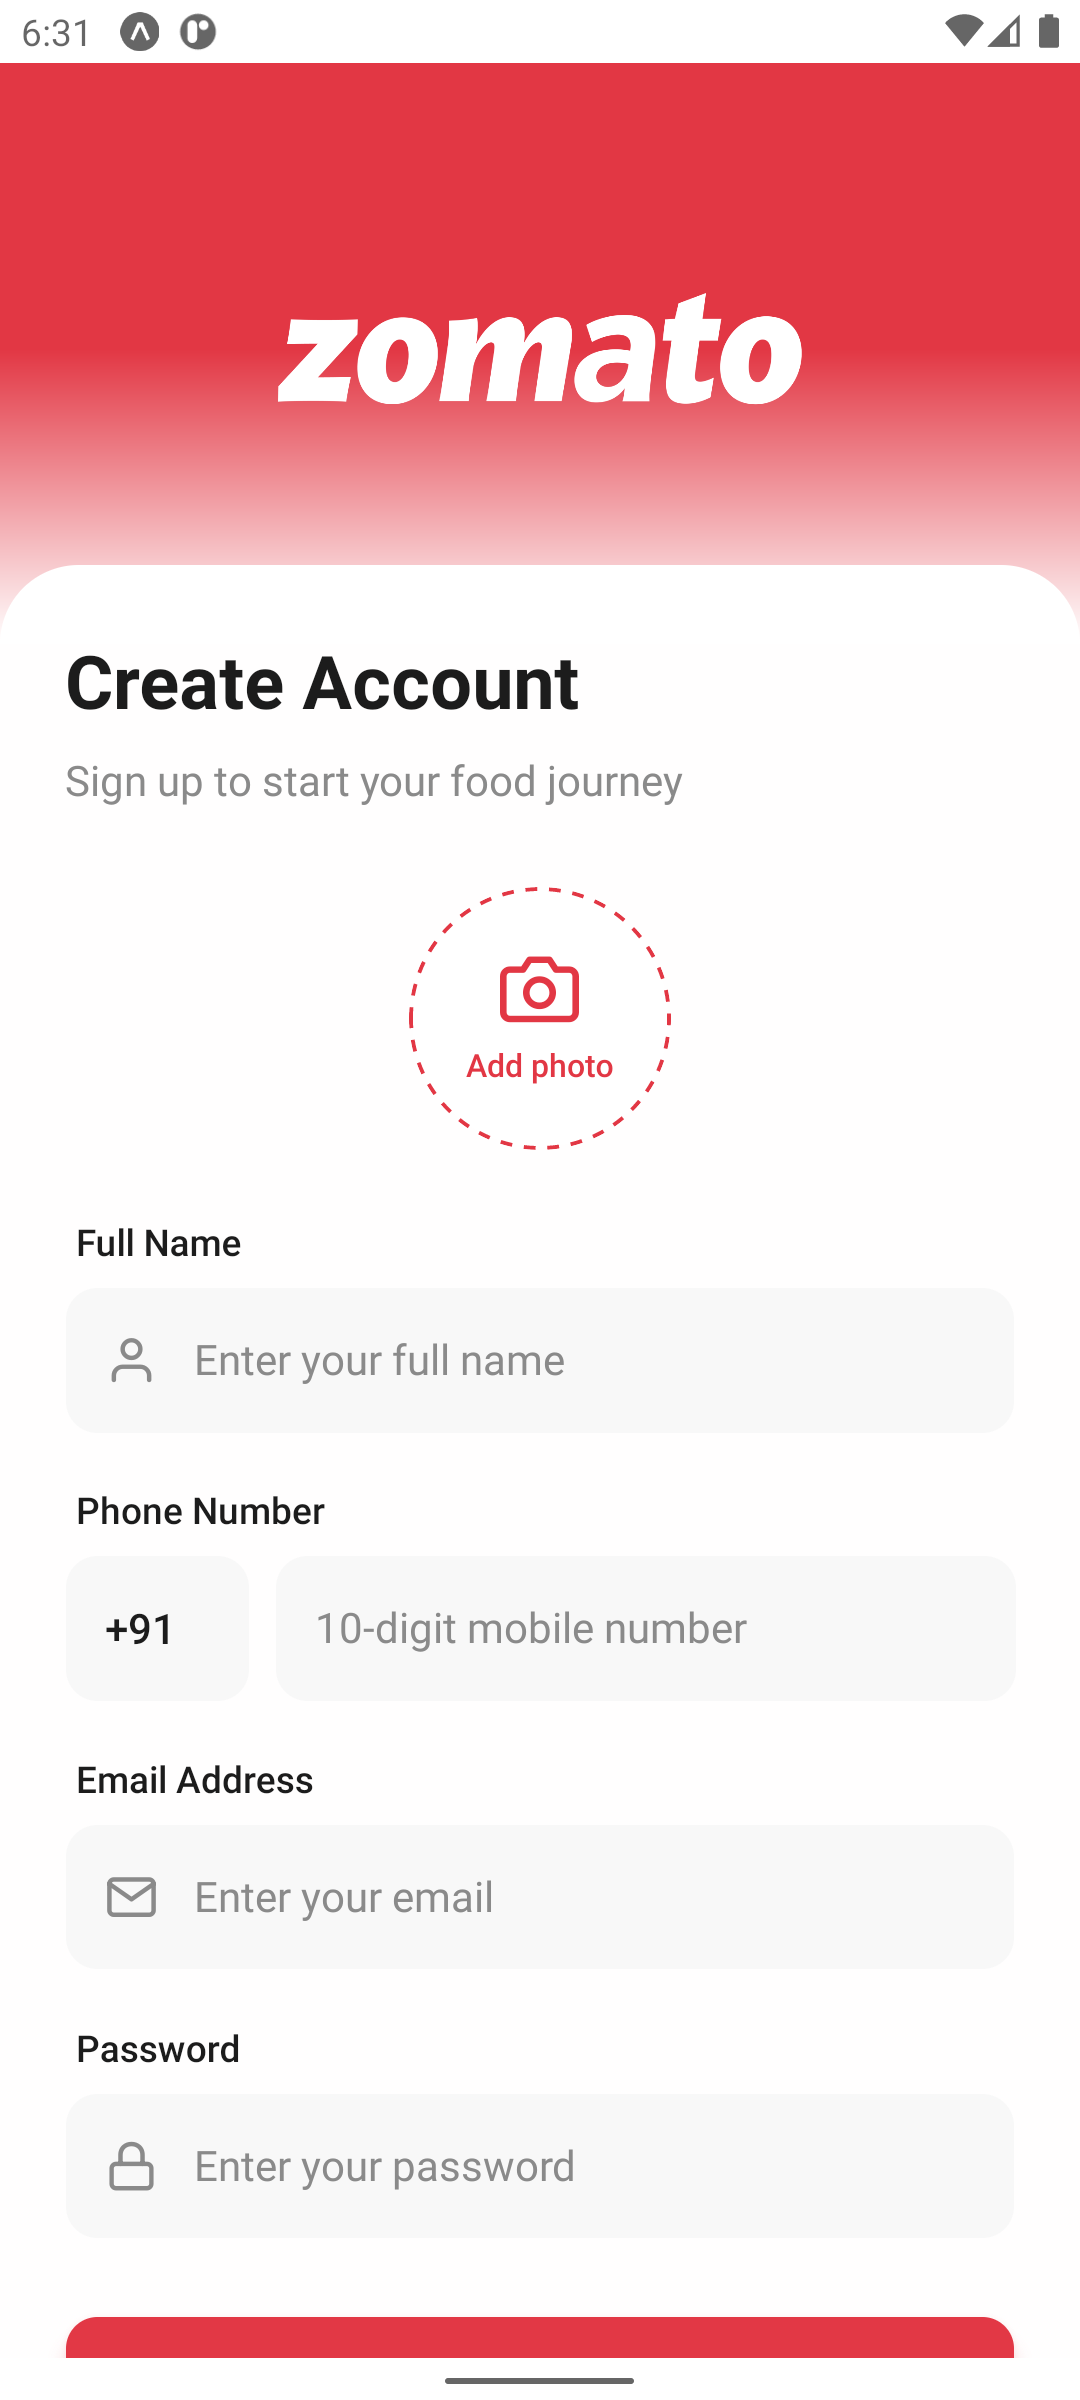 6:31
zomato
Create Account
Sign up to start your food journey
Add photo
Full Name
Enter your full name
Phone Number
+91
10-digit mobile number
Email Address
Enter your email
Password
Enter your password